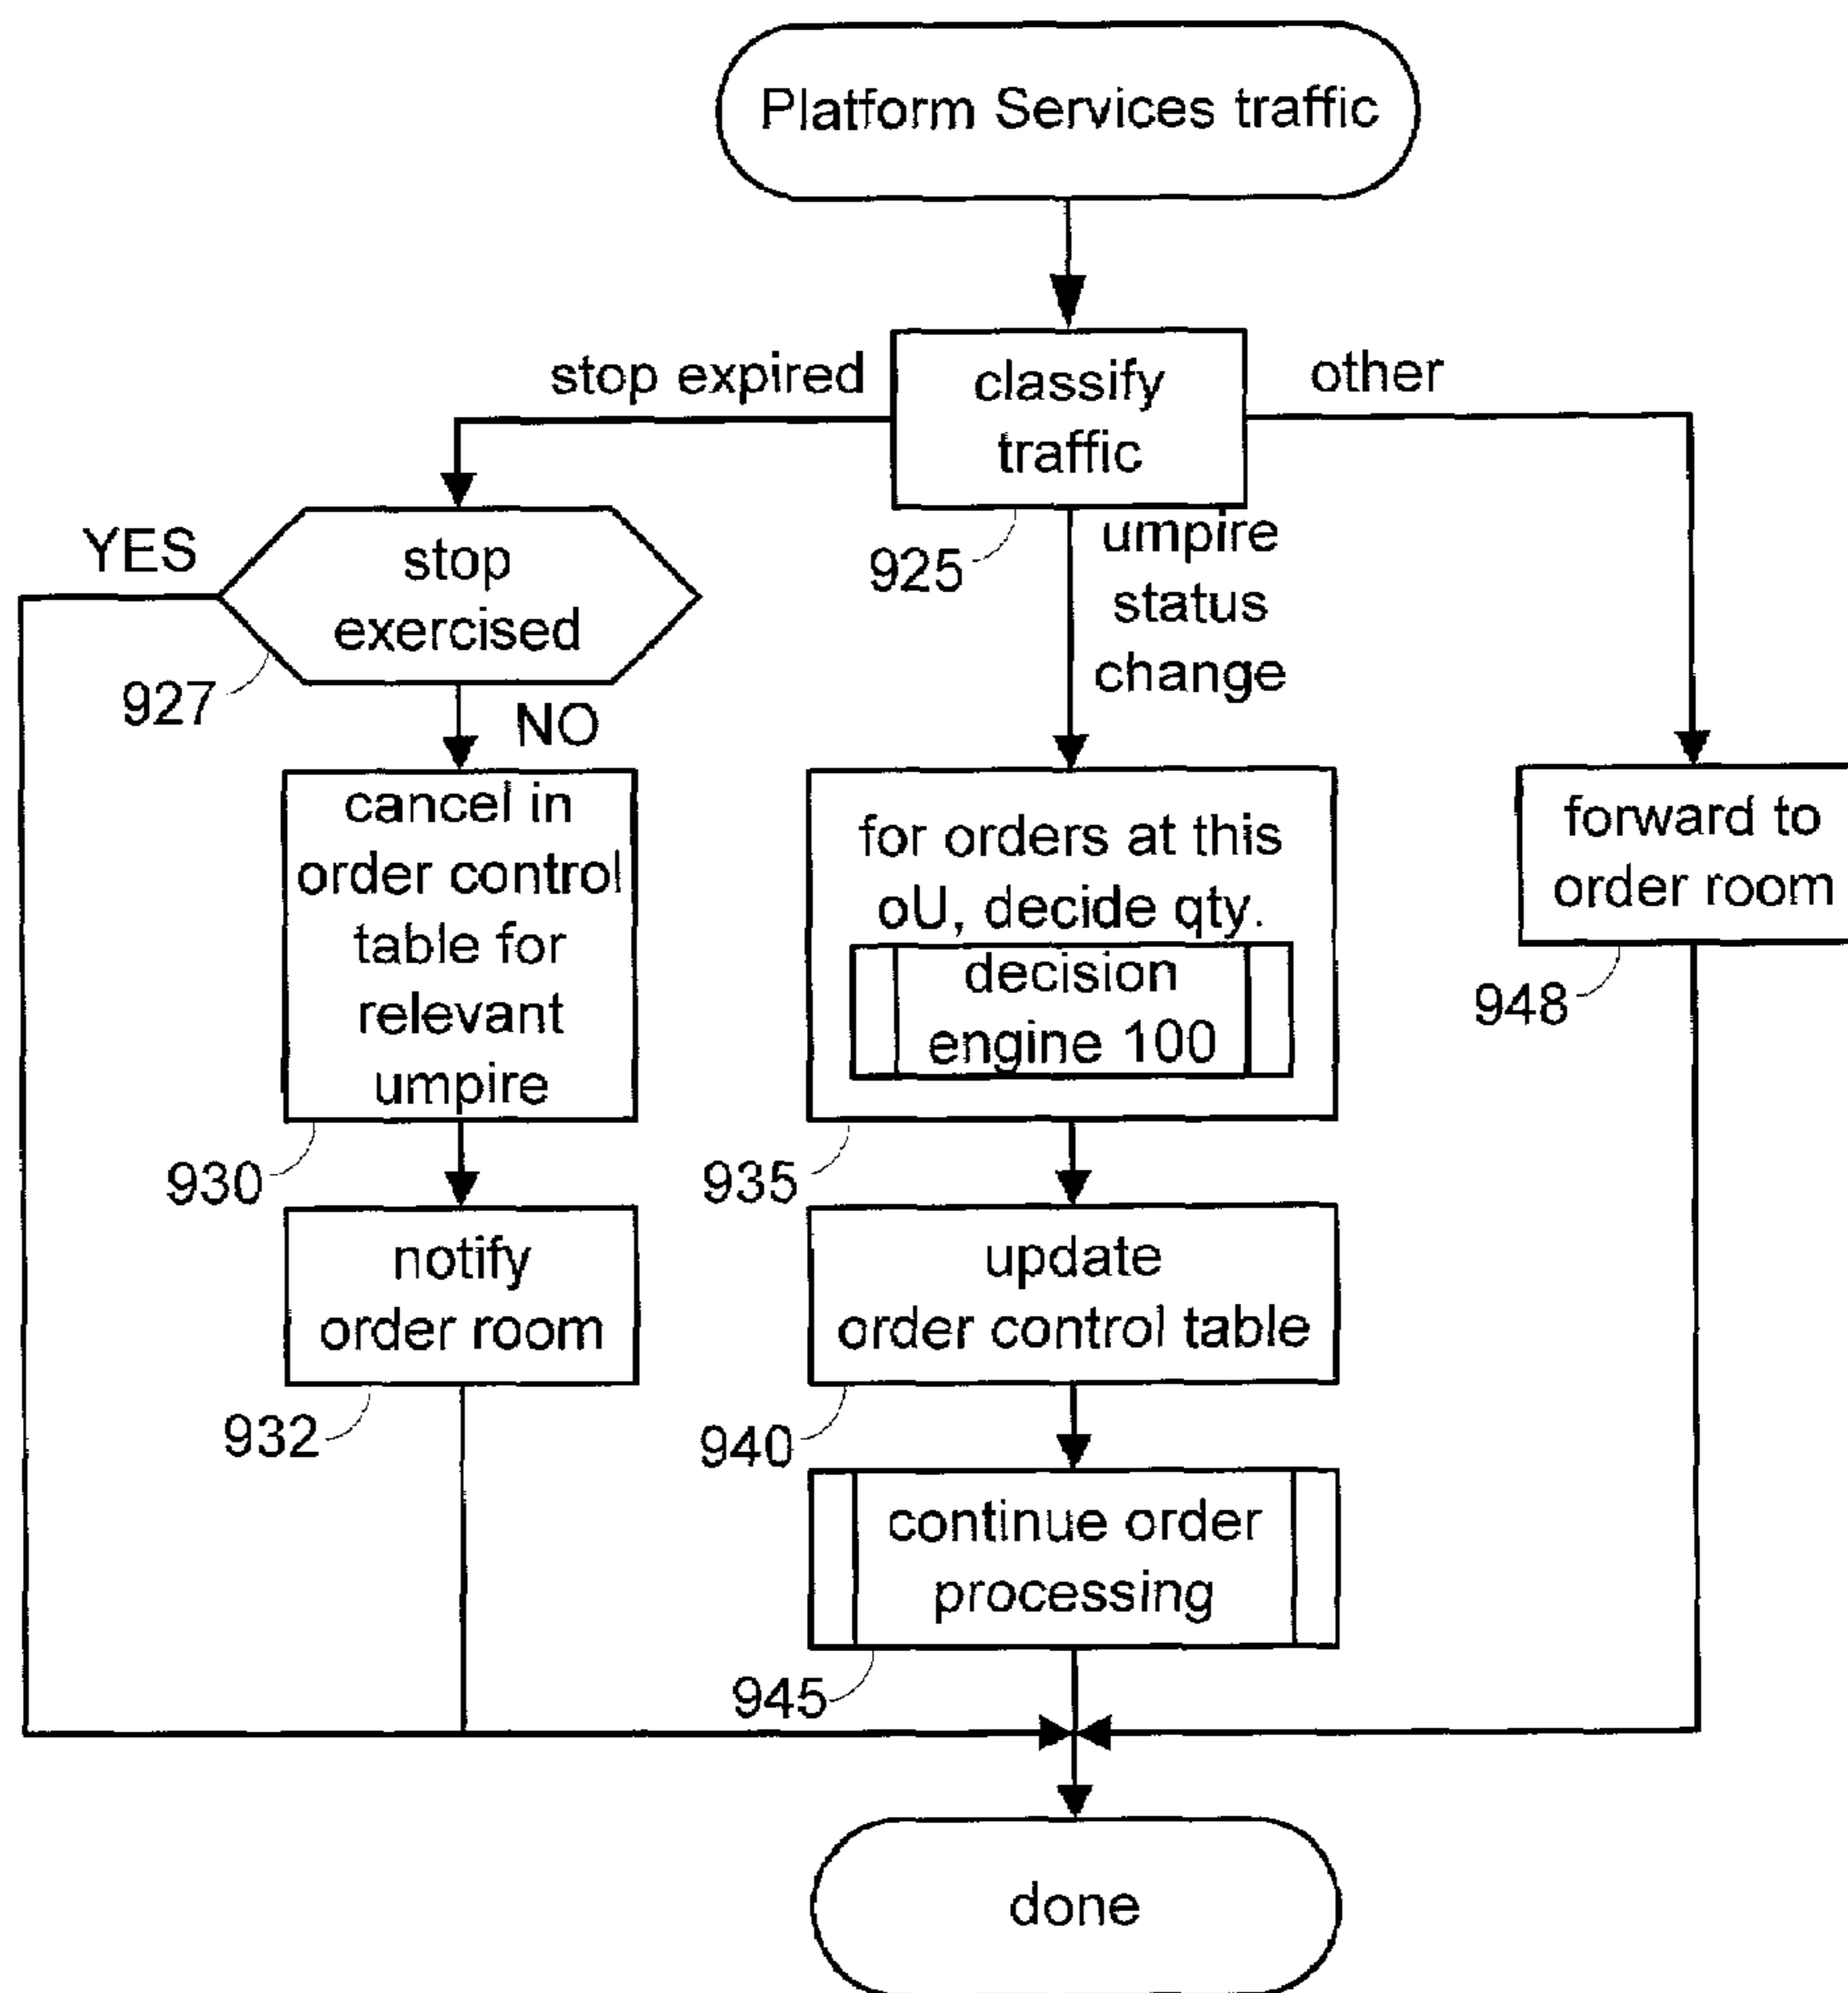 Platform Services traffic
stop expired
classify
traffic
other
925
umpire
status
change
YES
stop
exercised
927
NO
cancel in
order control
table for
relevant
umpire
930
notify
order room
932
for orders at this
oU, decide qty.
decision
engine 100
935
update
order control table
940
continue order
processing
945
forward to
order room
948
done